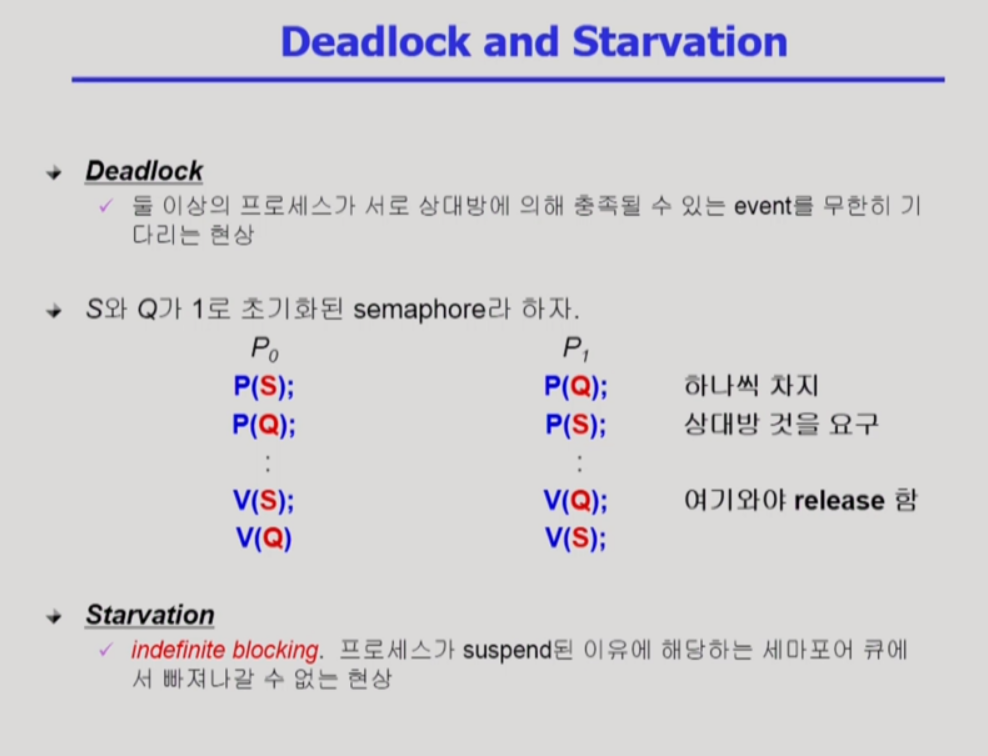 Deadlock and Starvation
Deadlock
✓ 둘 이상의 프로세스가 서로 상대방에 의해 충족될 수 있는 event를 무한히 기
다리는 현상
S와 Q가 1로 초기화된 semaphore라 하자.
P₀ P₁
P(S); P(Q); 하나씩 차지
P(Q); P(S); 상대방 것을 요구
: :
V(S); V(Q); 여기와야 release 함
V(Q) V(S);
Starvation
✓ indefinite blocking. 프로세스가 suspend된 이유에 해당하는 세마포어 큐에
서 빠져나갈 수 없는 현상